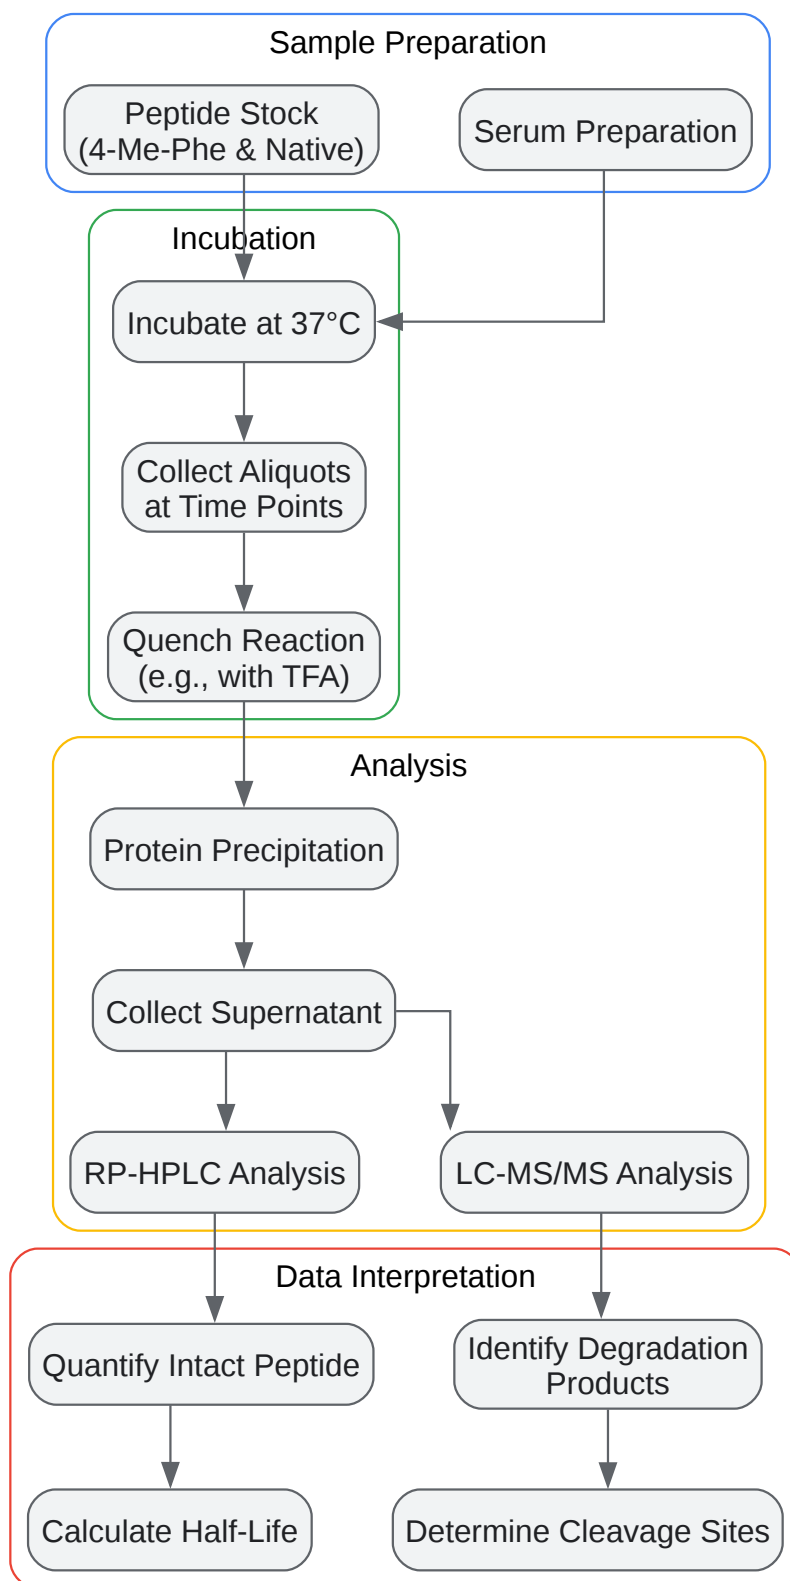 Sample Preparation
Peptide Stock
(4-Me-Phe & Native)
Serum Preparation
Incubation
Incubate at 37°C
Collect Aliquots
at Time Points
Quench Reaction
(e.g., with TFA)
Analysis
Protein Precipitation
Collect Supernatant
RP-HPLC Analysis
LC-MS/MS Analysis
Data Interpretation
Quantify Intact Peptide
Identify Degradation
Products
Calculate Half-Life
Determine Cleavage Sites